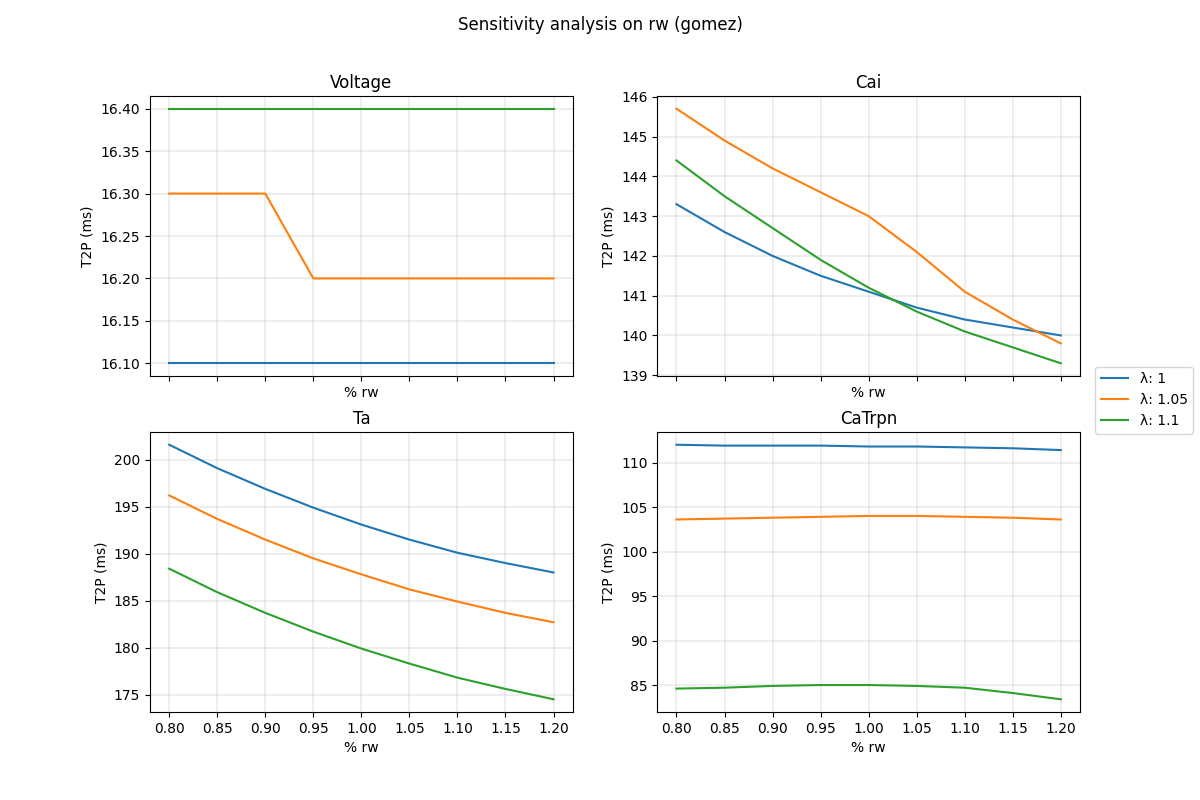 Sensitivity analysis on rw (gomez)
Voltage
16.40
16.35
16.30
16.25
16.20
16.15
16.10
T2P (ms)
% rw
Cai
146
145
144
143
142
141
140
139
T2P (ms)
% rw
λ: 1
λ: 1.05
λ: 1.1
Ta
200
195
190
185
180
175
T2P (ms)
0.80 0.85 0.90 0.95 1.00 1.05 1.10 1.15 1.20
% rw
CaTrpn
110
105
100
95
90
85
T2P (ms)
0.80 0.85 0.90 0.95 1.00 1.05 1.10 1.15 1.20
% rw